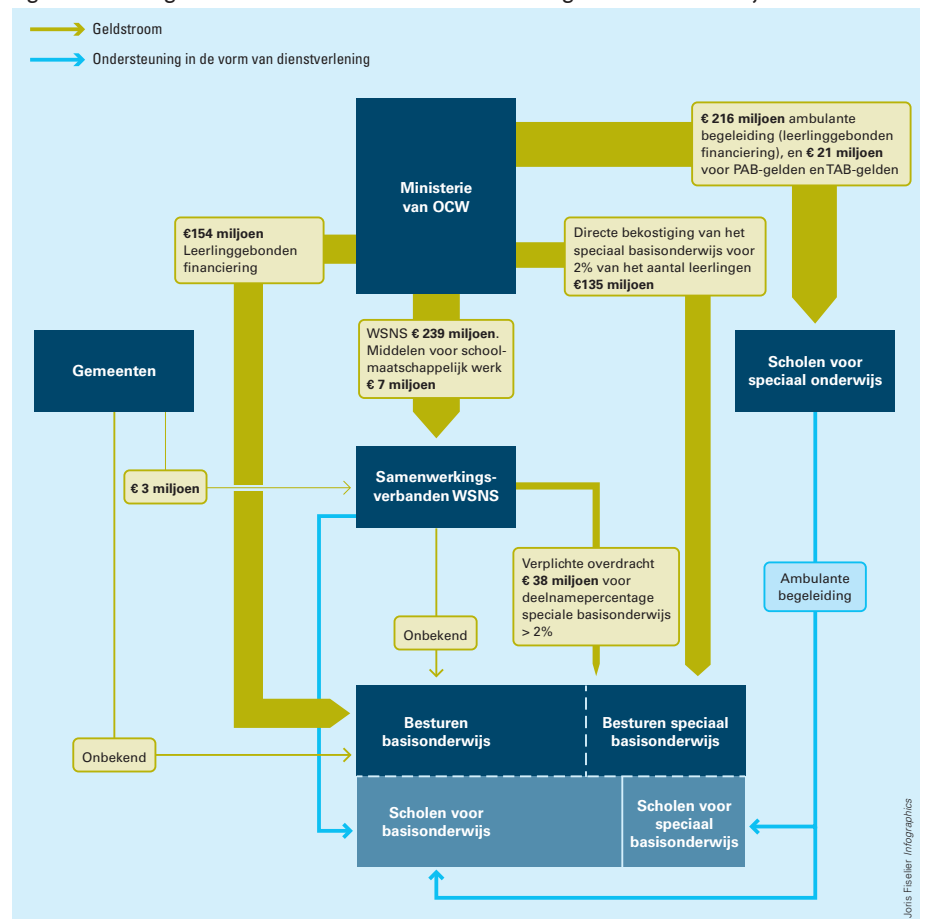 Geldstroom
Ondersteuning in de vorm van dienstverlening
Ministerie
van OCW
€ 216 miljoen ambulante
begeleiding (leerlinggebonden
financiering), en € 21 miljoen
voor PAB-gelden en TAB-gelden
€154 miljoen
Leerlinggebonden
financiering
Directe bekostiging van het
speciaal basisonderwijs voor
2% van het aantal leerlingen
€135 miljoen
WSNS € 239 miljoen.
Middelen voor school-
maatschappelijk werk
€ 7 miljoen
Gemeenten
Scholen voor
speciaal onderwijs
€ 3 miljoen
Samenwerkings-
verbanden WSNS
Verplichte overdracht
€ 38 miljoen voor
deelnamepercentage
speciale basisonderwijs
> 2%
Ambulante
begeleiding
Onbekend
Besturen
basisonderwijs
Besturen speciaal
basisonderwijs
Onbekend
Scholen voor
basisonderwijs
Scholen voor
speciaal
basisonderwijs
Joris Fiselier Infographics